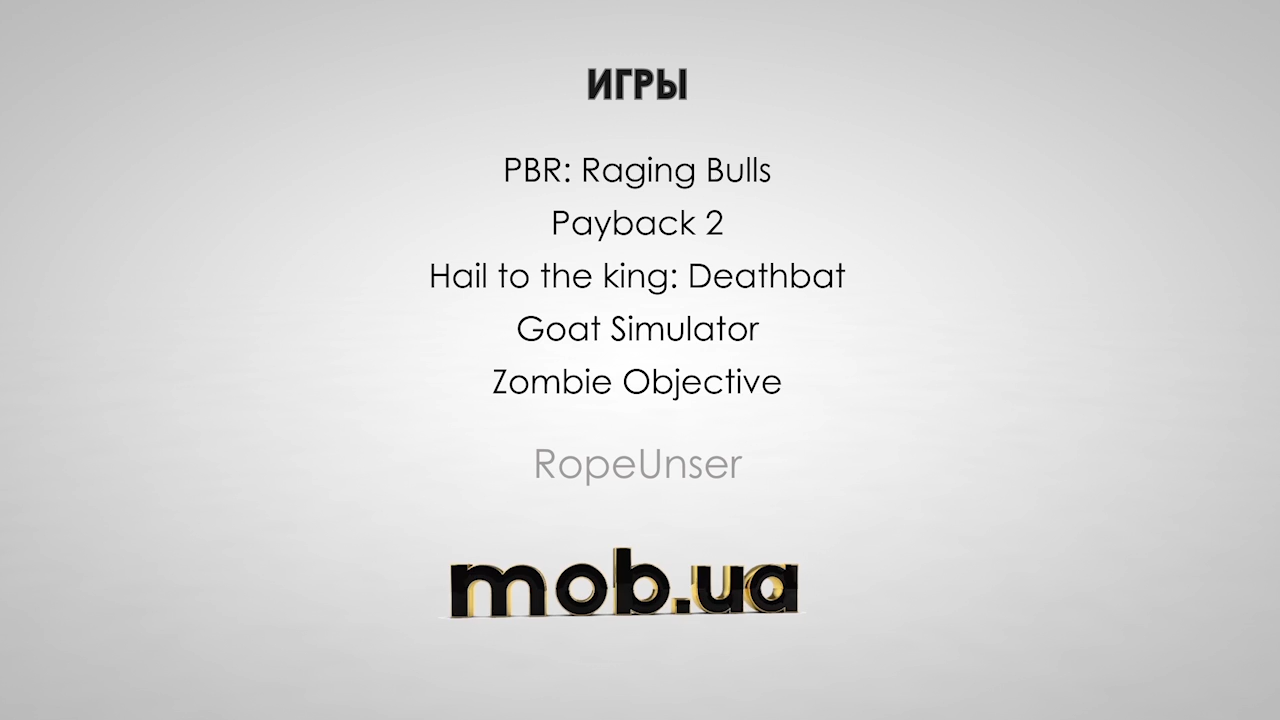 ИГРЫ
PBR: Raging Bulls
Payback 2
Hail to the king: Deathbat
Goat Simulator
Zombie Objective
RopeUnser
mob.ua